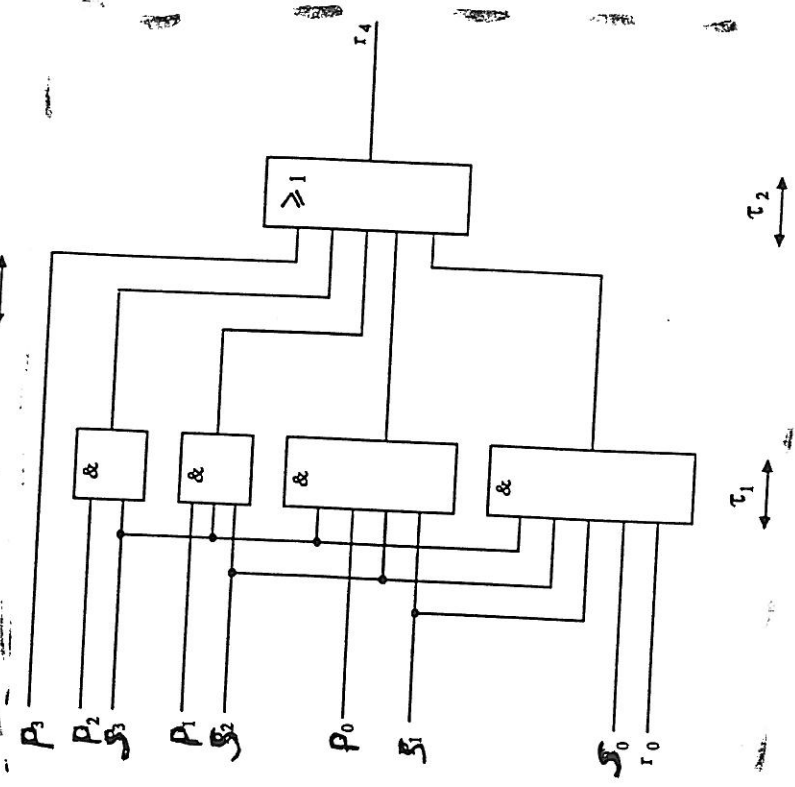 r₄
≥1
τ₂
&
&
&
&
τ₁
p₃
p₂
g₃
p₁
g₂
p₀
g₁
g₀
r₀